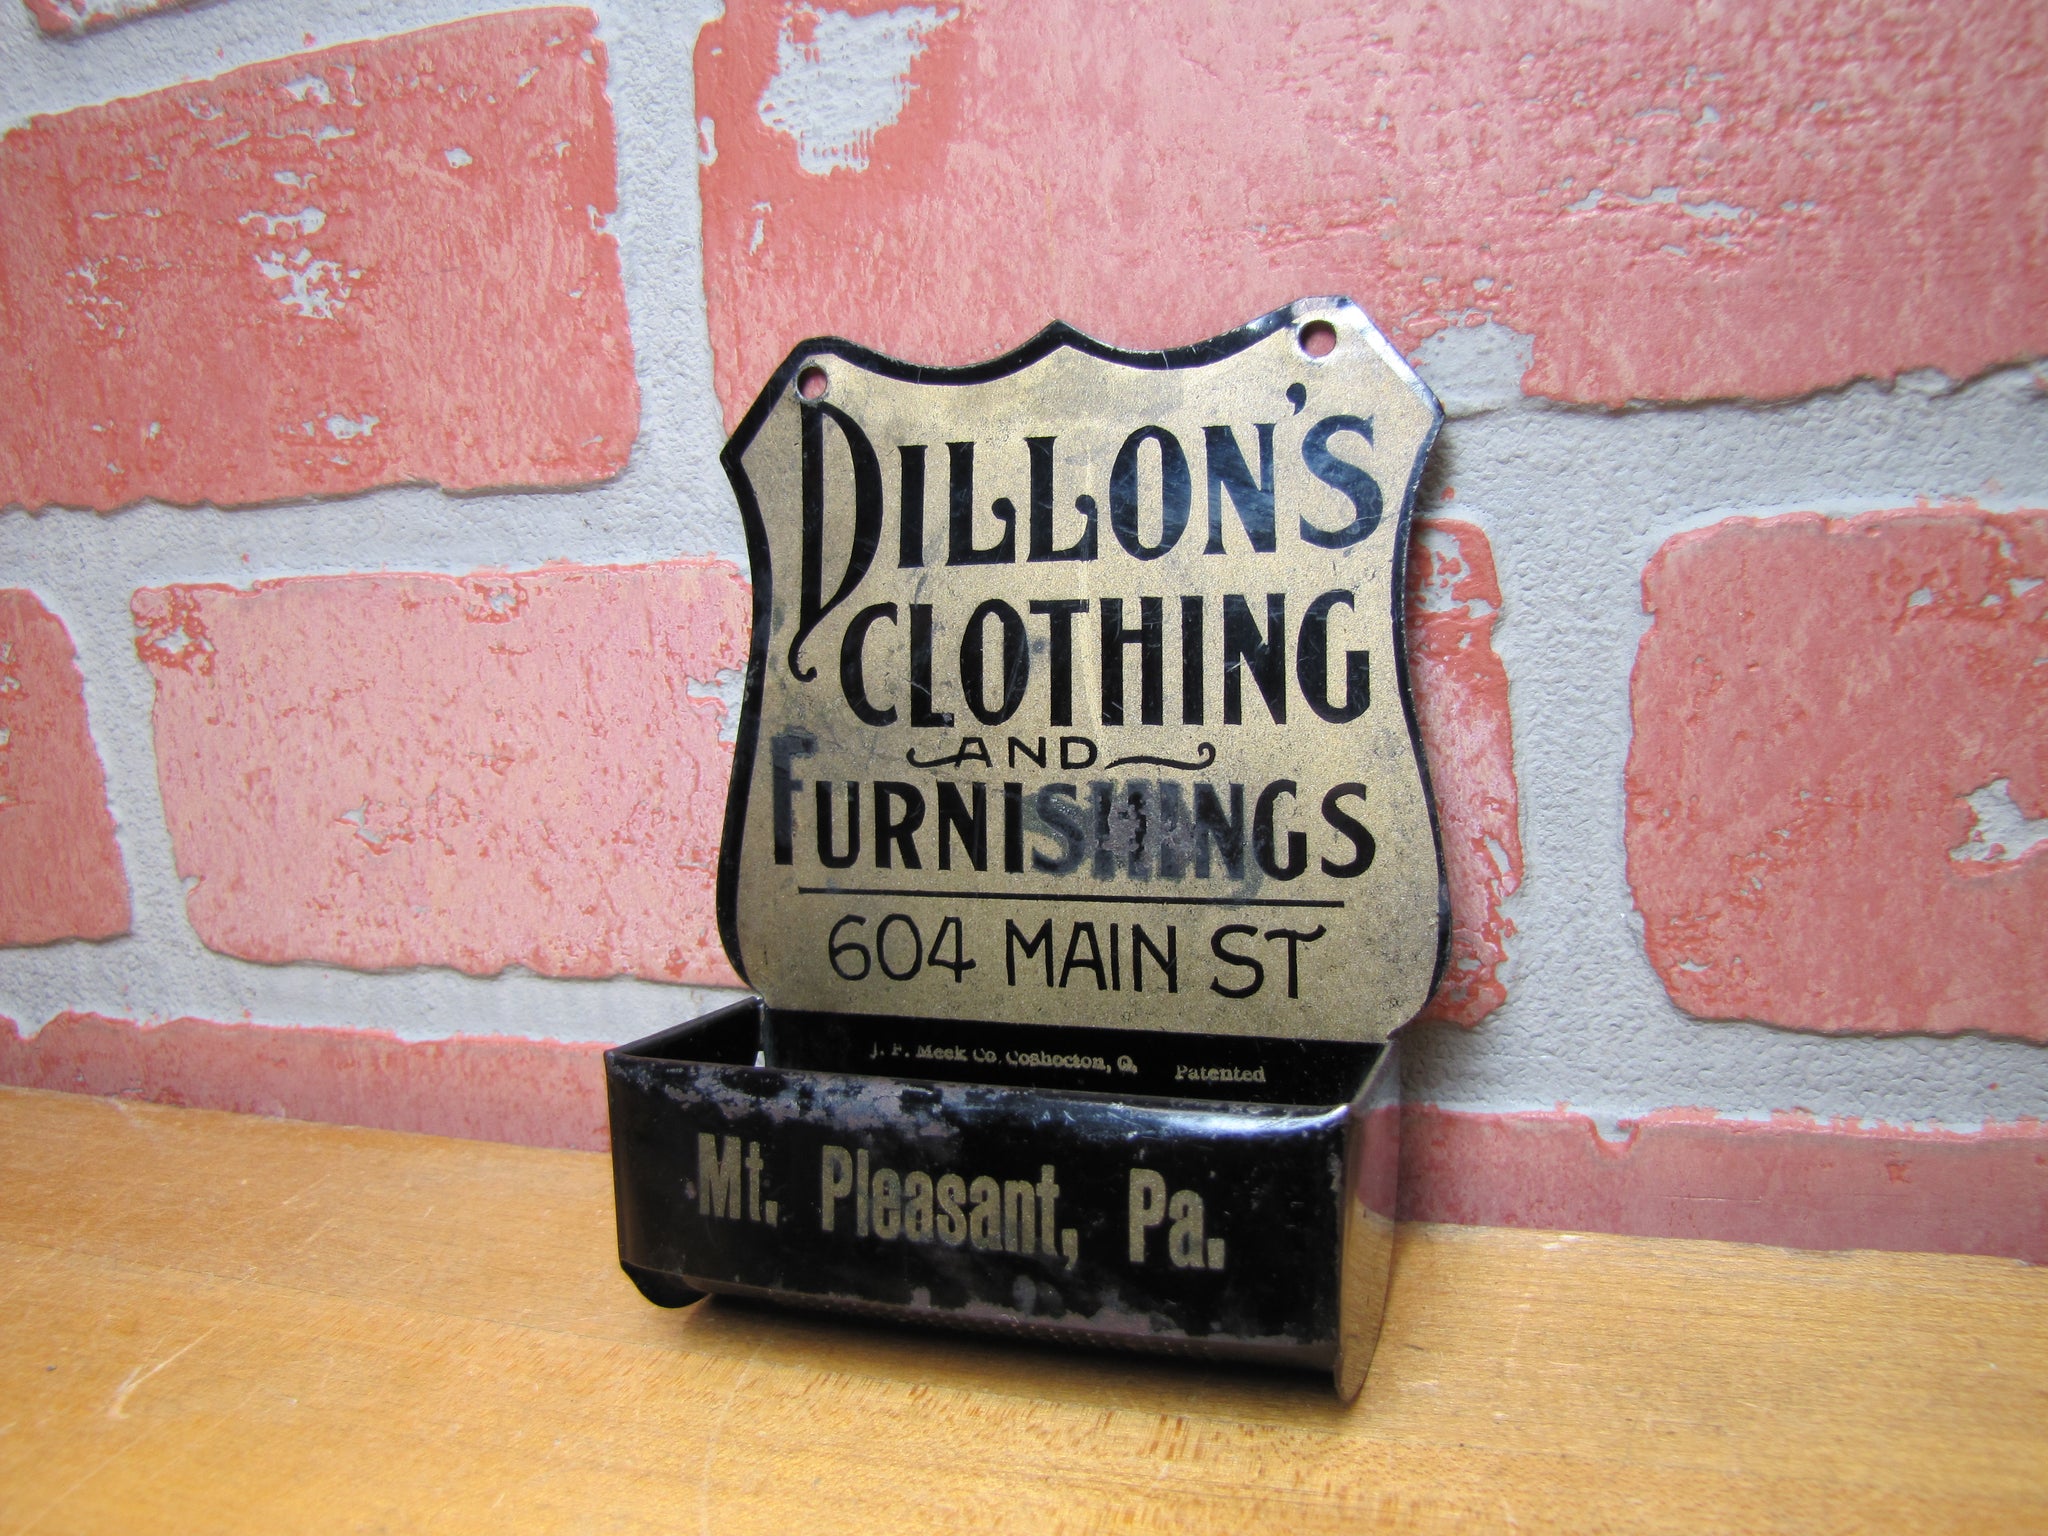 DILLON'S
CLOTHING
AND
FURNISHINGS
604 MAIN ST
J. F. Meek Co. Coshocton, O. Patented
Mt. Pleasant, Pa.